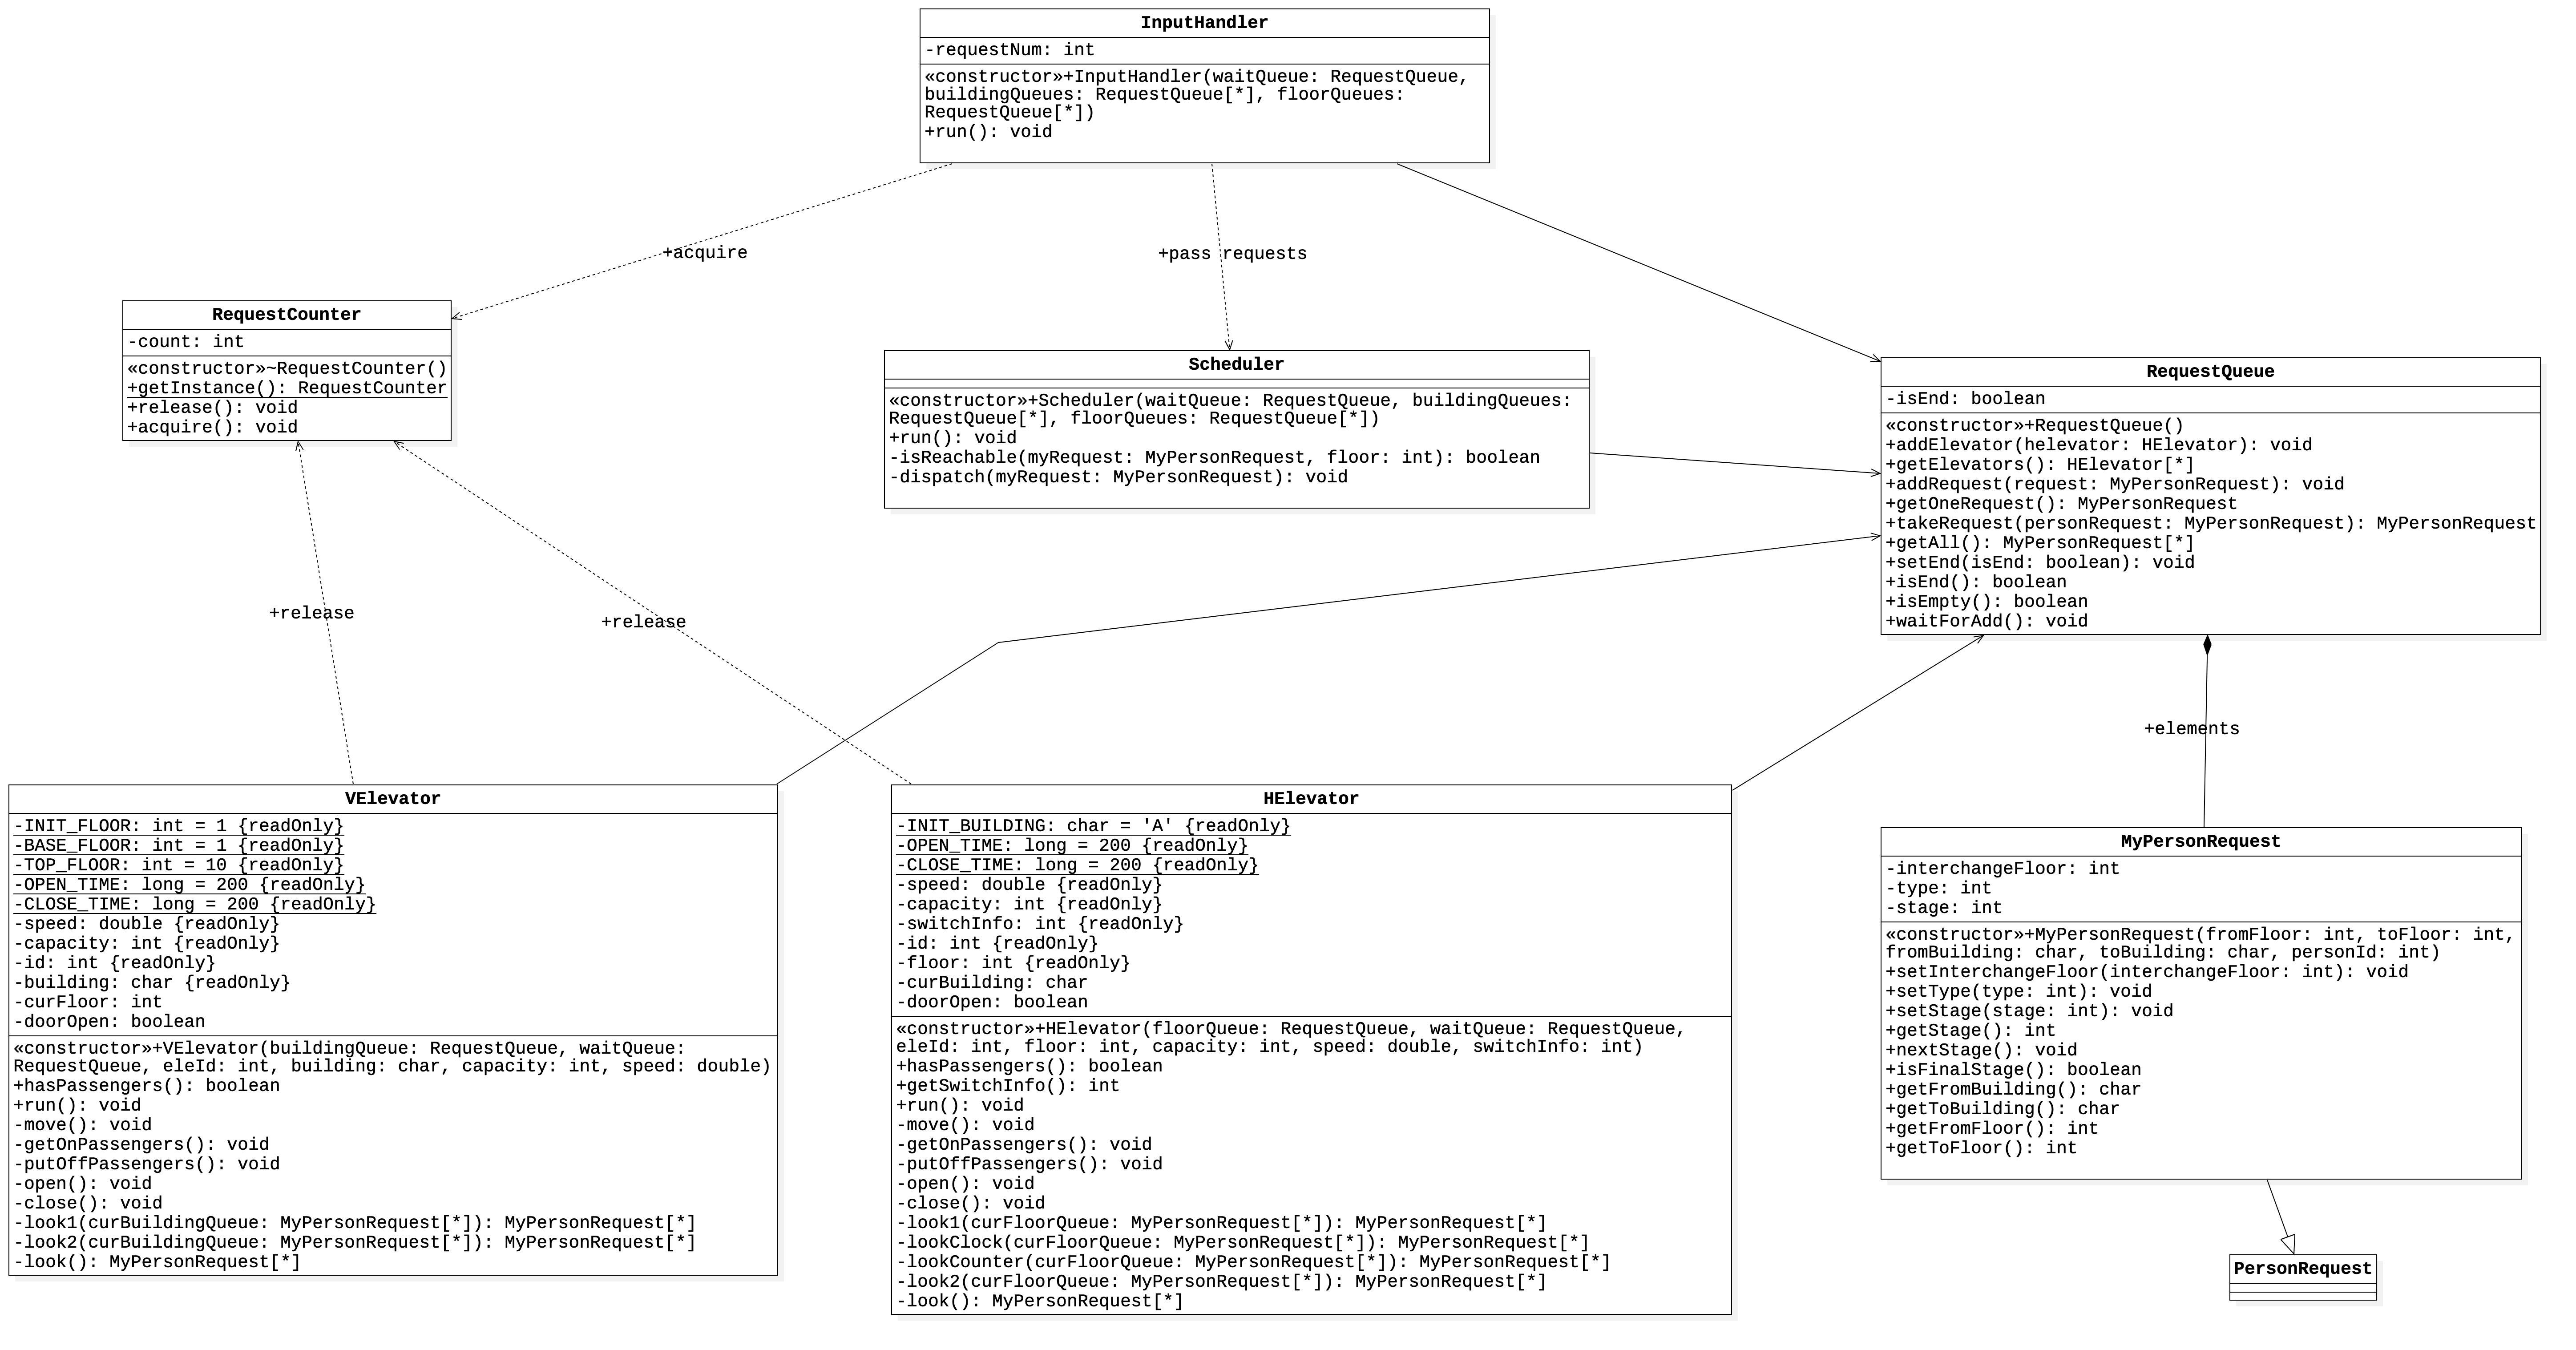 InputHandler
-requestNum: int
«constructor»+InputHandler(waitQueue: RequestQueue,
buildingQueues: RequestQueue[*], floorQueues:
RequestQueue[*])
+run(): void
+acquire
+pass requests
RequestCounter
-count: int
«constructor»~RequestCounter()
+getInstance(): RequestCounter
+release(): void
+acquire(): void
Scheduler
«constructor»+Scheduler(waitQueue: RequestQueue, buildingQueues:
RequestQueue[*], floorQueues: RequestQueue[*])
+run(): void
-isReachable(myRequest: MyPersonRequest, floor: int): boolean
-dispatch(myRequest: MyPersonRequest): void
RequestQueue
-isEnd: boolean
«constructor»+RequestQueue()
+addElevator(helevator: HElevator): void
+getElevators(): HElevator[*]
+addRequest(request: MyPersonRequest): void
+getOneRequest(): MyPersonRequest
+takeRequest(personRequest: MyPersonRequest): MyPersonRequest
+getAll(): MyPersonRequest[*]
+setEnd(isEnd: boolean): void
+isEnd(): boolean
+isEmpty(): boolean
+waitForAdd(): void
+release
+release
+elements
VElevator
-INIT_FLOOR: int = 1 {readOnly}
-BASE_FLOOR: int = 1 {readOnly}
-TOP_FLOOR: int = 10 {readOnly}
-OPEN_TIME: long = 200 {readOnly}
-CLOSE_TIME: long = 200 {readOnly}
-speed: double {readOnly}
-capacity: int {readOnly}
-id: int {readOnly}
-building: char {readOnly}
-curFloor: int
-doorOpen: boolean
«constructor»+VElevator(buildingQueue: RequestQueue, waitQueue:
RequestQueue, eleId: int, building: char, capacity: int, speed: double)
+hasPassengers(): boolean
+run(): void
-move(): void
-getOnPassengers(): void
-putOffPassengers(): void
-open(): void
-close(): void
-look1(curBuildingQueue: MyPersonRequest[*]): MyPersonRequest[*]
-look2(curBuildingQueue: MyPersonRequest[*]): MyPersonRequest[*]
-look(): MyPersonRequest[*]
HElevator
-INIT_BUILDING: char = 'A' {readOnly}
-OPEN_TIME: long = 200 {readOnly}
-CLOSE_TIME: long = 200 {readOnly}
-speed: double {readOnly}
-capacity: int {readOnly}
-switchInfo: int {readOnly}
-id: int {readOnly}
-floor: int {readOnly}
-curBuilding: char
-doorOpen: boolean
«constructor»+HElevator(floorQueue: RequestQueue, waitQueue: RequestQueue,
eleId: int, floor: int, capacity: int, speed: double, switchInfo: int)
+hasPassengers(): boolean
+getSwitchInfo(): int
+run(): void
-move(): void
-getOnPassengers(): void
-putOffPassengers(): void
-open(): void
-close(): void
-look1(curFloorQueue: MyPersonRequest[*]): MyPersonRequest[*]
-lookClock(curFloorQueue: MyPersonRequest[*]): MyPersonRequest[*]
-lookCounter(curFloorQueue: MyPersonRequest[*]): MyPersonRequest[*]
-look2(curFloorQueue: MyPersonRequest[*]): MyPersonRequest[*]
-look(): MyPersonRequest[*]
MyPersonRequest
-interchangeFloor: int
-type: int
-stage: int
«constructor»+MyPersonRequest(fromFloor: int, toFloor: int,
fromBuilding: char, toBuilding: char, personId: int)
+setInterchangeFloor(interchangeFloor: int): void
+setType(type: int): void
+setStage(stage: int): void
+getStage(): int
+nextStage(): void
+isFinalStage(): boolean
+getFromBuilding(): char
+getToBuilding(): char
+getFromFloor(): int
+getToFloor(): int
PersonRequest